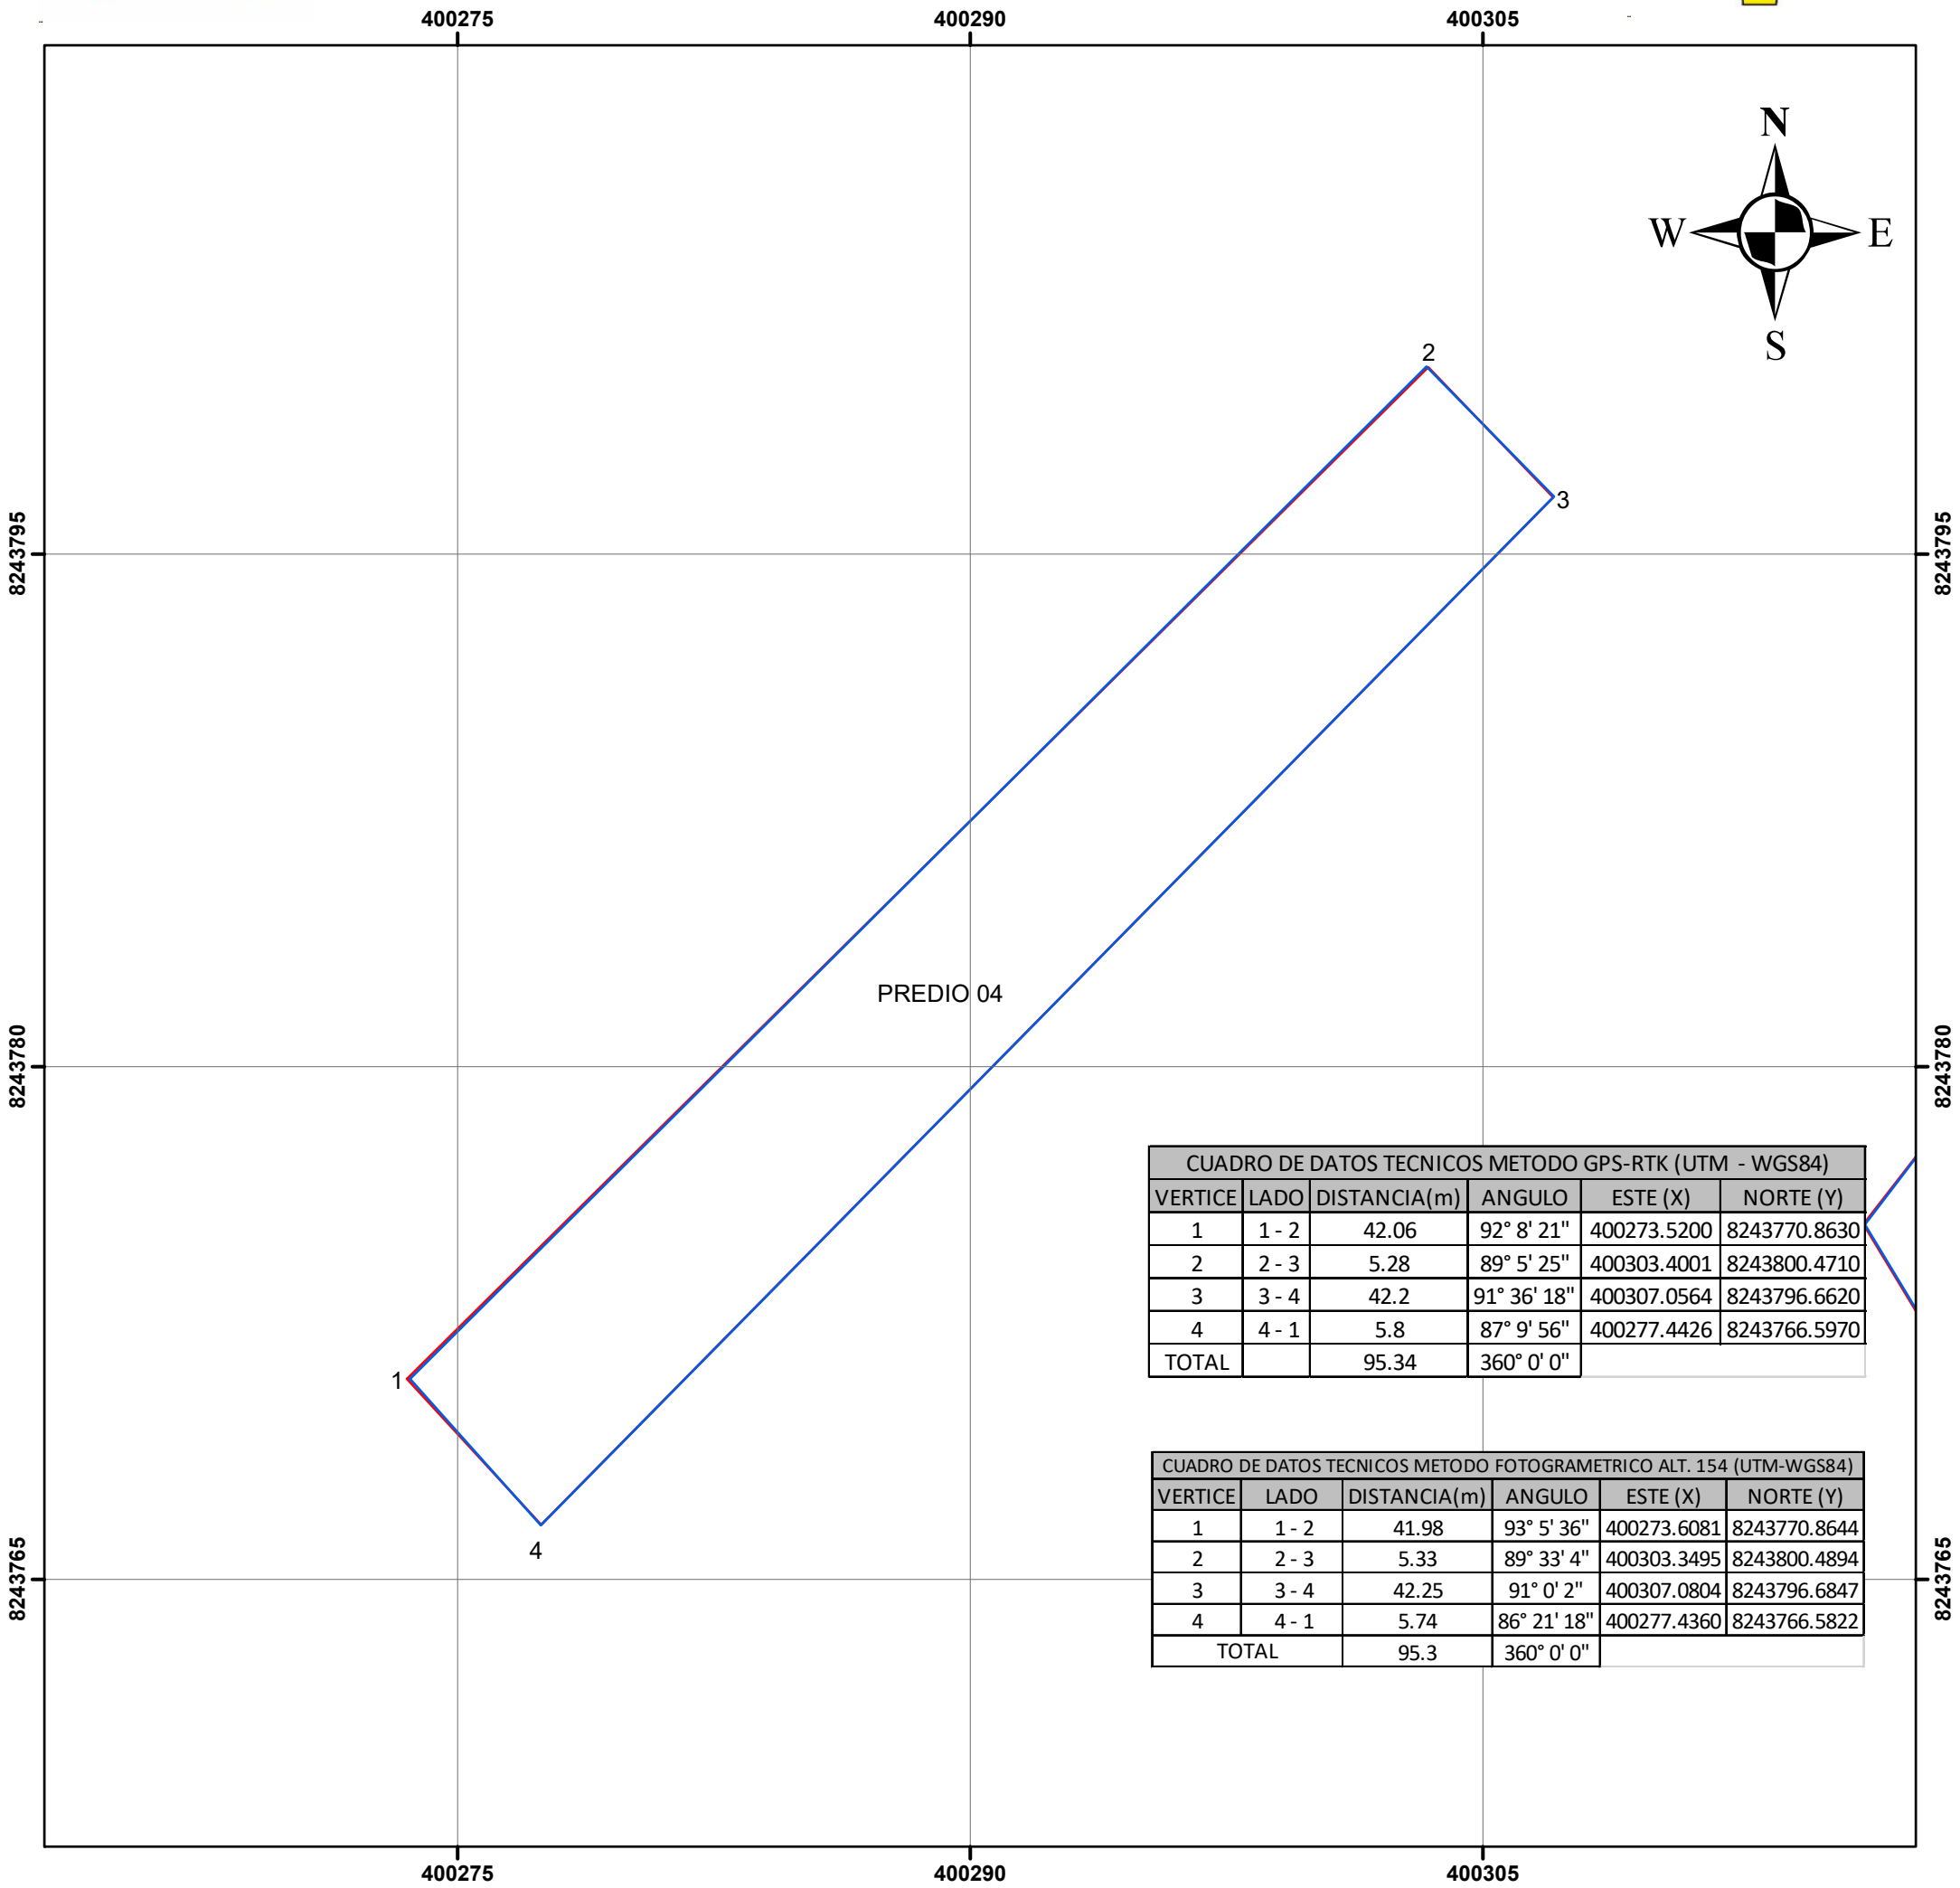 400275 400290 400305
N
W E
S
2
3
8243795 8243795
PREDIO 04
8243780 8243780
CUADRO DE DATOS TECNICOS METODO GPS-RTK (UTM - WGS84)
VERTICE LADO DISTANCIA(m) ANGULO ESTE (X) NORTE (Y)
1 1 - 2 42.06 92° 8' 21" 400273.5200 8243770.8630
2 2 - 3 5.28 89° 5' 25" 400303.4001 8243800.4710
3 3 - 4 42.2 91° 36' 18" 400307.0564 8243796.6620
4 4 - 1 5.8 87° 9' 56" 400277.4426 8243766.5970
TOTAL 95.34 360° 0' 0"
1
4
CUADRO DE DATOS TECNICOS METODO FOTOGRAMETRICO ALT. 154 (UTM-WGS84)
VERTICE LADO DISTANCIA(m) ANGULO ESTE (X) NORTE (Y)
1 1 - 2 41.98 93° 5' 36" 400273.6081 8243770.8644
2 2 - 3 5.33 89° 33' 4" 400303.3495 8243800.4894
3 3 - 4 42.25 91° 0' 2" 400307.0804 8243796.6847
4 4 - 1 5.74 86° 21' 18" 400277.4360 8243766.5822
TOTAL 95.3 360° 0' 0"
8243765 8243765
400275 400290 400305